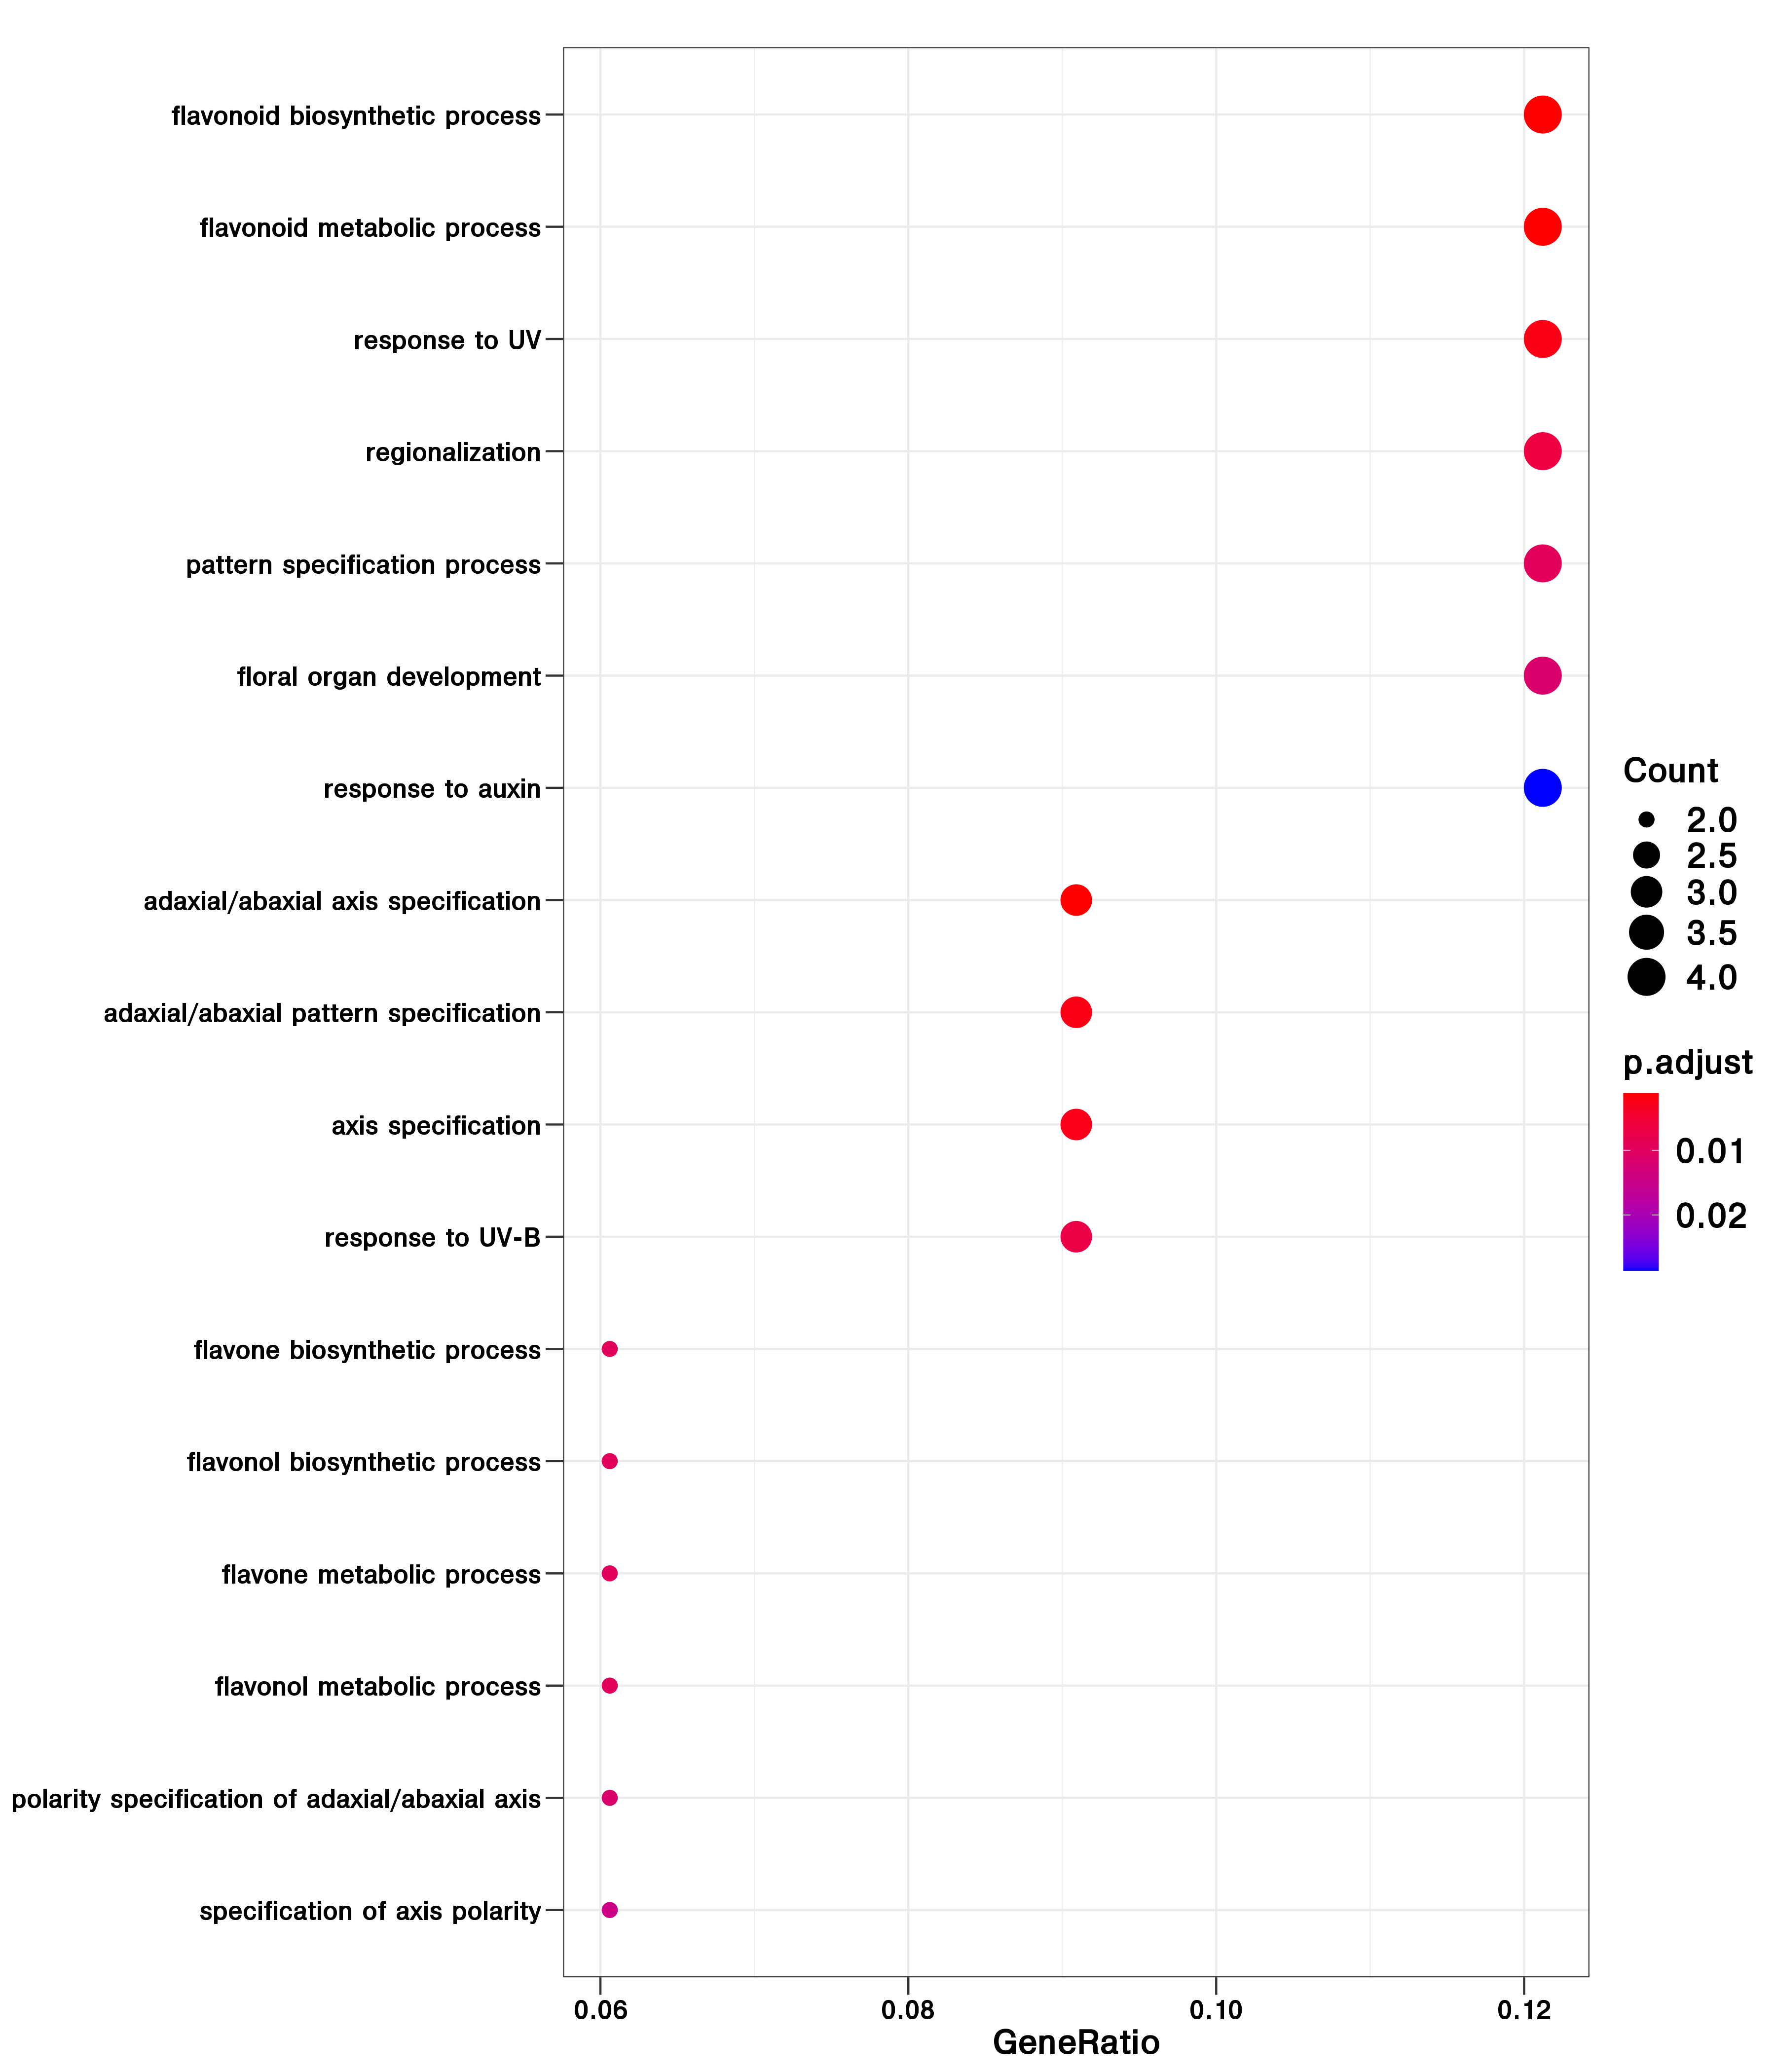 flavonoid biosynthetic process
flavonoid metabolic process
response to UV
regionalization
pattern specification process
floral organ development
response to auxin
adaxial/abaxial axis specification
adaxial/abaxial pattern specification
axis specification
response to UV-B
flavone biosynthetic process
flavonol biosynthetic process
flavone metabolic process
flavonol metabolic process
polarity specification of adaxial/abaxial axis
specification of axis polarity
0.06 0.08 0.10 0.12
GeneRatio
Count
2.0
2.5
3.0
3.5
4.0
p.adjust
0.01
0.02